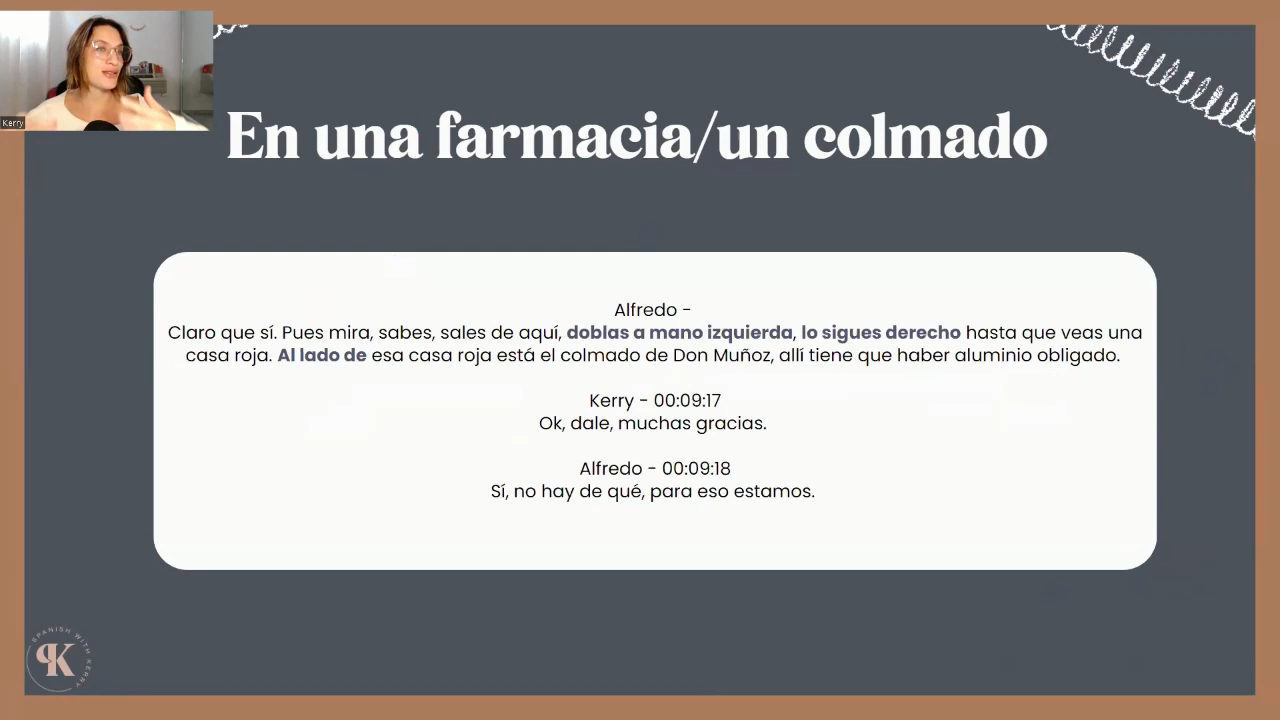 Kerry
En una farmacia/un colmado
Alfredo -
Claro que sí. Pues mira, sabes, sales de aquí, doblas a mano izquierda, lo sigues derecho hasta que veas una
casa roja. Al lado de esa casa roja está el colmado de Don Muñoz, allí tiene que haber aluminio obligado.
Kerry - 00:09:17
Ok, dale, muchas gracias.
Alfredo - 00:09:18
Sí, no hay de qué, para eso estamos.
SPANISH WITH KERRY
K